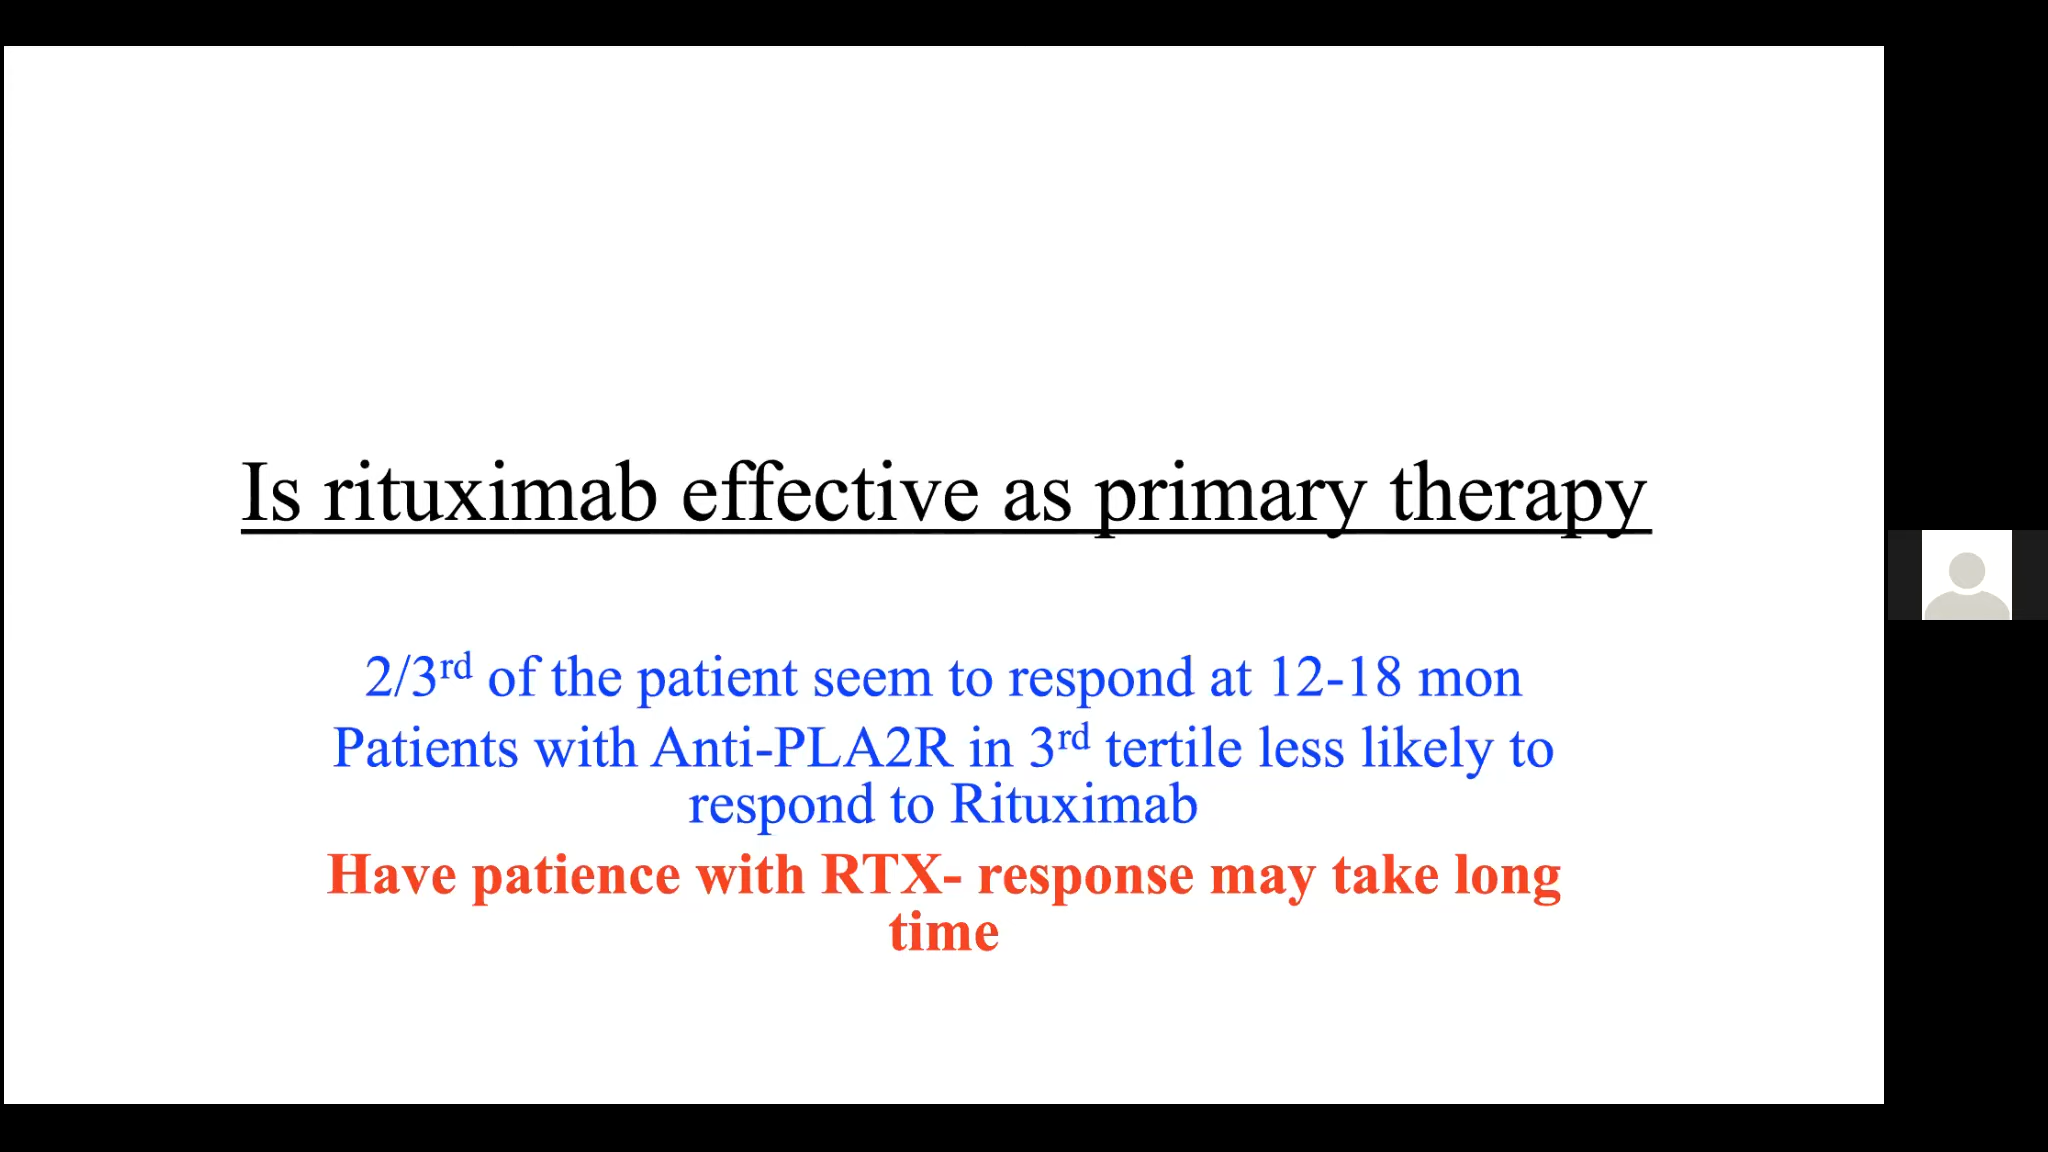 Is rituximab effective as primary therapy
2/3rd of the patient seem to respond at 12-18 mon
Patients with Anti-PLA2R in 3rd tertile less likely to
respond to Rituximab
Have patience with RTX- response may take long
time